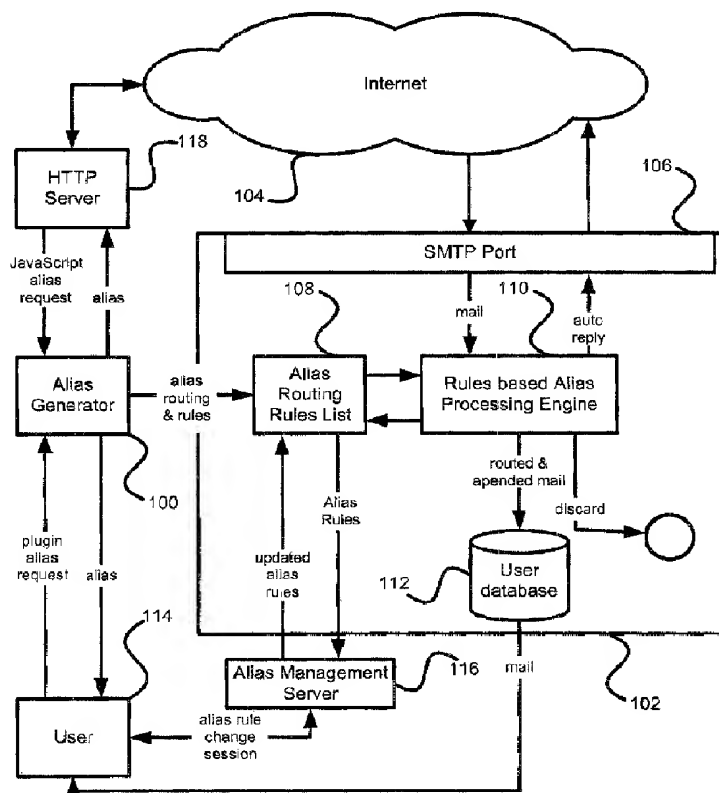 Internet
118
HTTP
Server
104
106
SMTP Port
JavaScript
alias
request
alias
108
mail
110
auto
reply
Alias
Generator
alias
routing
& rules
Alias
Routing
Rules List
Rules based Alias
Processing Engine
100
routed &
apended mail
Alias
Rules
discard
plugin
alias
request
alias
updated
alias
rules
112
User
database
114
116
Alias Management
Server
mail
102
User
alias rule
change
session